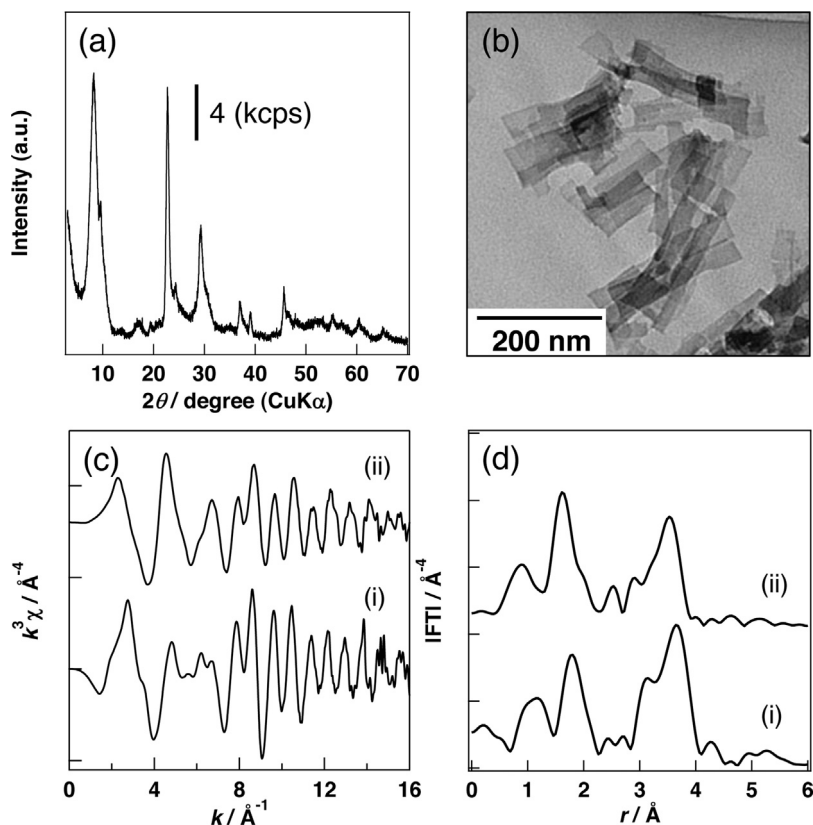 (a)
4 (kcps)
Intensity (a.u.)
10 20 30 40 50 60 70
2θ / degree (CuKα)
(b)
200 nm
(c)
(ii)
(i)
k³χ / Å⁻⁴
0 4 8 12 16
k / Å⁻¹
(d)
(ii)
(i)
|FT| / Å⁻⁴
0 1 2 3 4 5 6
r / Å